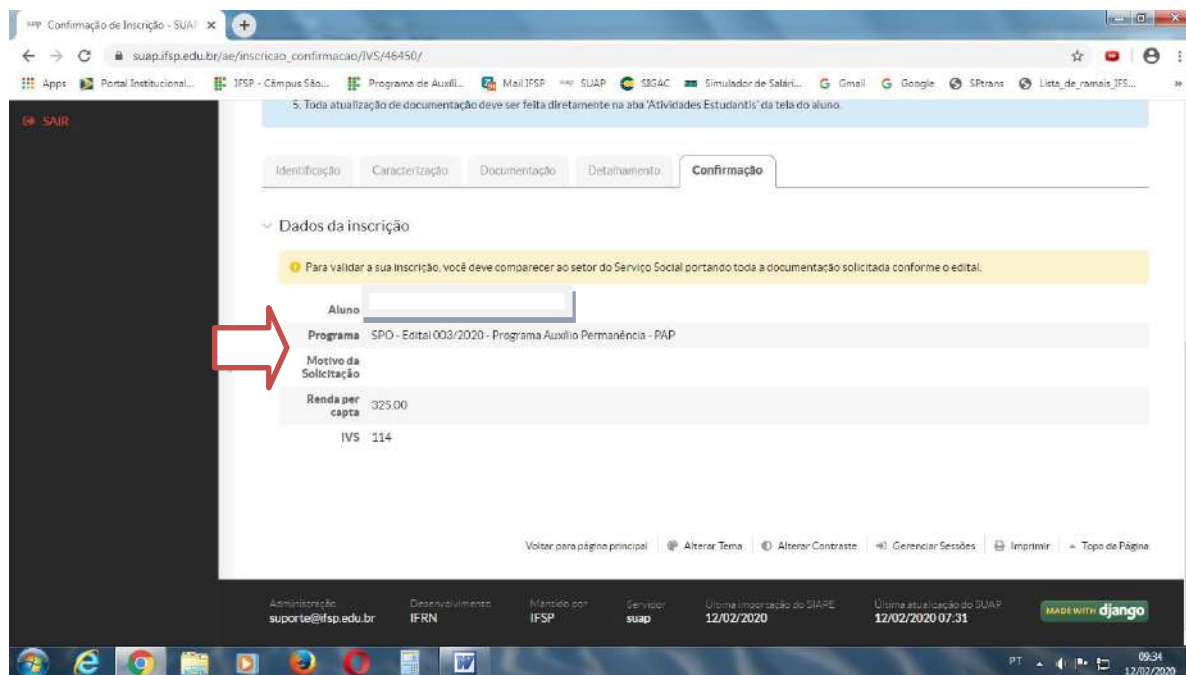 Confirmação de Inscrição - SUAP
suap.ifsp.edu.br/ae/inscricao_confirmacao/IVS/46450/
Apps Portal Institucional... IFSP - Câmpus São... Programa de Auxíli... Mail IFSP SUAP SIGAC Simulador de Salári... Gmail Google SPtrans Lista_de_ramais_IFS... »
SAIR
5. Toda atualização de documentação deve ser feita diretamente na aba 'Atividades Estudantis' da tela do aluno.
Identificação Caracterização Documentação Detalhamento Confirmação
Dados da inscrição
Para validar a sua inscrição, você deve comparecer ao setor do Serviço Social portando toda a documentação solicitada conforme o edital.
Aluno
Programa SPO - Edital 003/2020 - Programa Auxílio Permanência - PAP
Motivo da
Solicitação
Renda per
capta 325.00
IVS 114
Voltar para página principal Alterar Tema Alterar Contraste Gerenciar Sessões Imprimir Topo da Página
Administração Desenvolvimento Mantido por Servidor Última importação do SIAPE Última atualização do SUAP
suporte@ifsp.edu.br IFRN IFSP suap 12/02/2020 12/02/2020 07:31 MADE WITH django
PT 09:34
12/02/2020